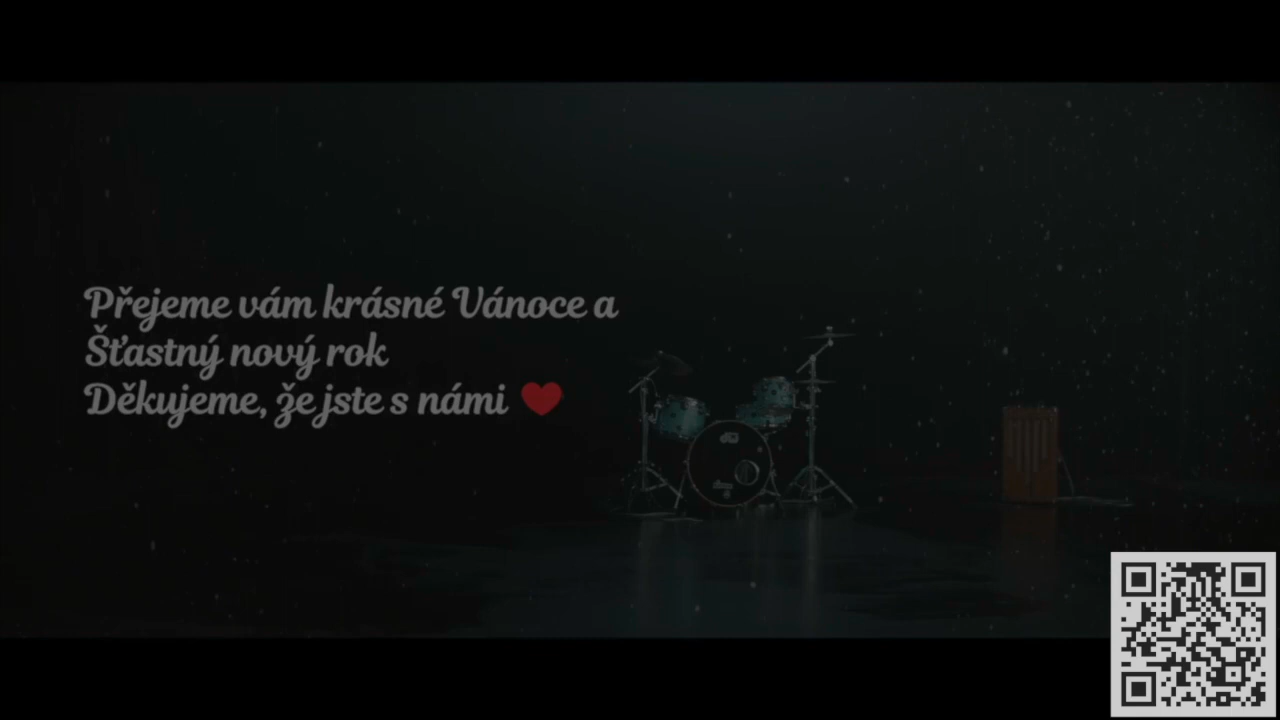 Přejeme vám krásné Vánoce a
Šťastný nový rok
Děkujeme, že jste s námi ❤